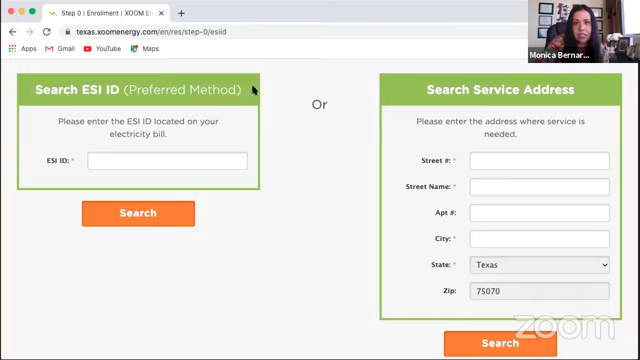 Step 0 | Enrollment | XOOM En
texas.xoomenergy.com/en/res/step-0/esiid
Apps
Gmail
YouTube
Maps
Monica Bernar...
Search ESI ID (Preferred Method)
Please enter the ESI ID located on your
electricity bill.
ESI ID: *
Search
Or
Search Service Address
Please enter the address where service is
needed.
Street #: *
Street Name: *
Apt #:
City: *
State: * Texas
Zip: 75070
Search
zoom